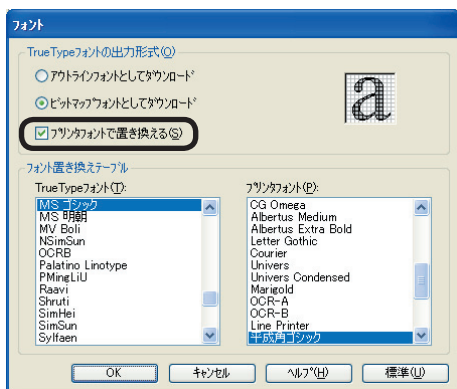 フォント
TrueTypeフォントの出力形式(O)
アウトラインフォントとしてダウンロード
ビットマップフォントとしてダウンロード
プリンタフォントで置き換える(S)
a
フォント置き換えテーブル
TrueTypeフォント(T):
プリンタフォント(P):
MS ゴシック
MS 明朝
MV Boli
NSimSun
OCRB
Palatino Linotype
PMingLiU
Raavi
Shruti
SimHei
SimSun
Sylfaen
CG Omega
Albertus Medium
Albertus Extra Bold
Letter Gothic
Courier
Univers
Univers Condensed
Marigold
OCR-A
OCR-B
Line Printer
平成角ゴシック
OK
キャンセル
ヘルプ(H)
標準(U)